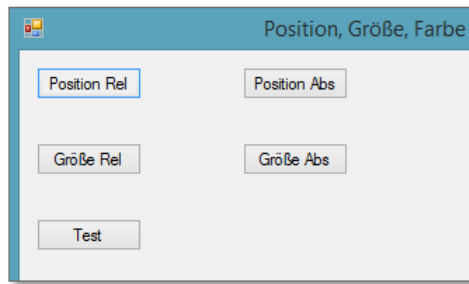 Position, Größe, Farbe
Position Rel
Position Abs
Größe Rel
Größe Abs
Test